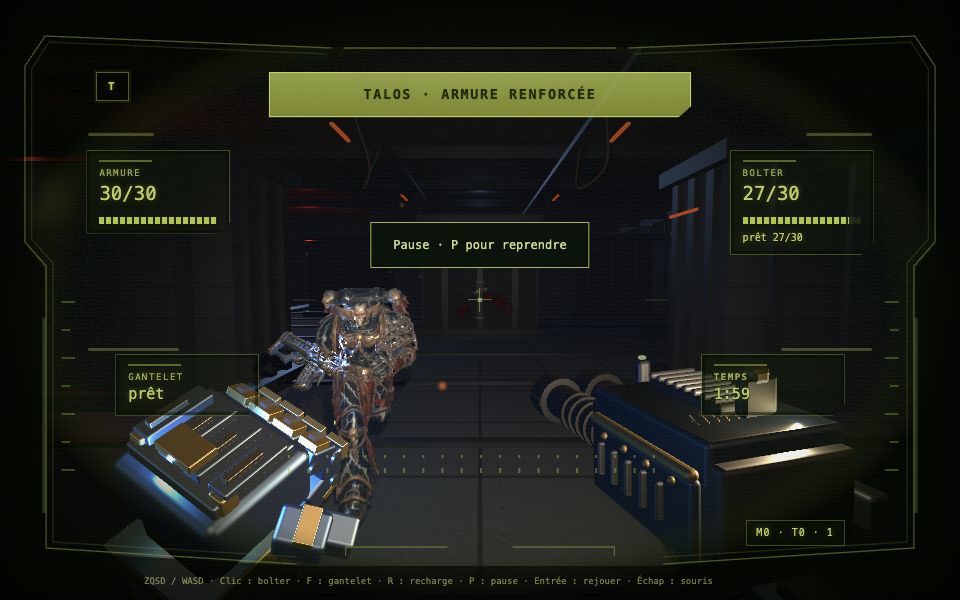 T
TALOS · ARMURE RENFORCÉE
ARMURE
30/30
BOLTER
27/30
prêt 27/30
Pause · P pour reprendre
GANTELET
prêt
TEMPS
1:59
M0 · T0 · 1
ZQSD / WASD · Clic : bolter · F : gantelet · R : recharge · P : pause · Entrée : rejouer · Échap : souris